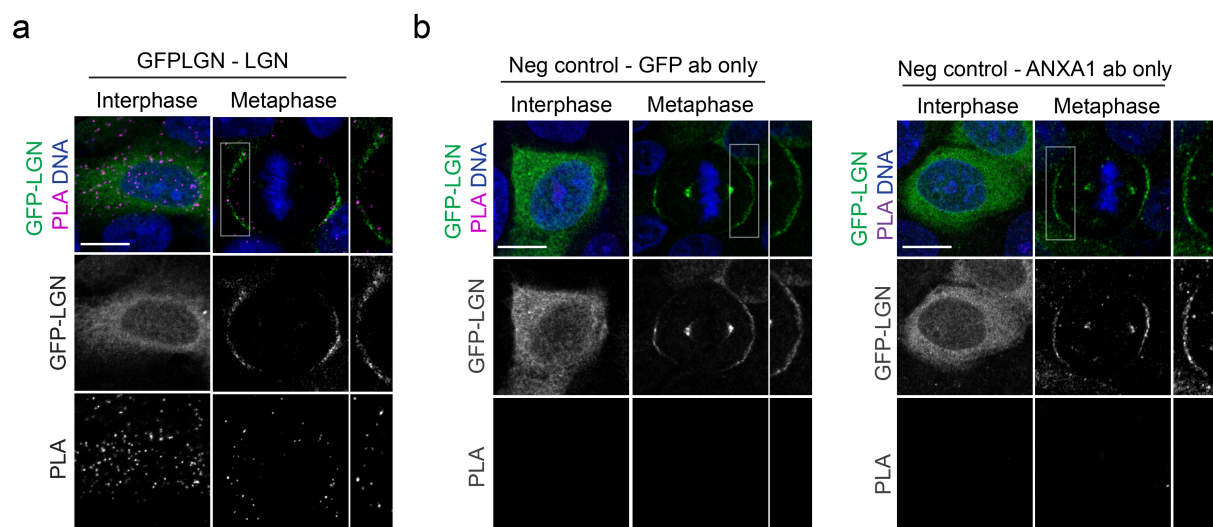 a
GFPLGN - LGN
Interphase
Metaphase
GFP-LGN
PLA DNA
GFP-LGN
PLA
b
Neg control - GFP ab only
Interphase
Metaphase
GFP-LGN
PLA DNA
GFP-LGN
PLA
Neg control - ANXA1 ab only
Interphase
Metaphase
GFP-LGN
PLA DNA
GFP-LGN
PLA